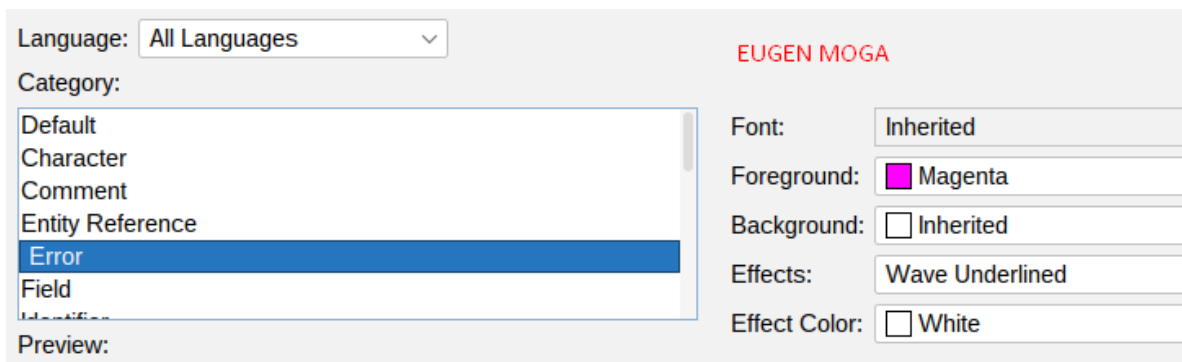 Language: All Languages
EUGEN MOGA
Category:
Default
Character
Comment
Entity Reference
Error
Field
Identifier
Font: Inherited
Foreground: Magenta
Background: Inherited
Effects: Wave Underlined
Effect Color: White
Preview: